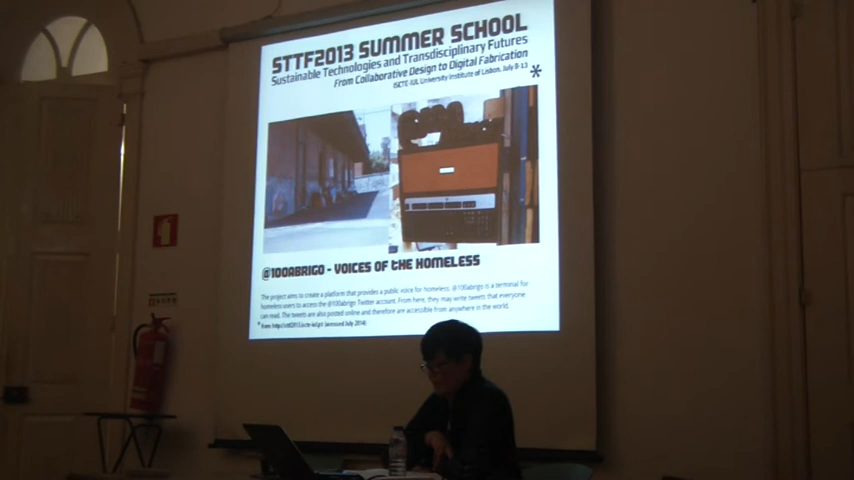 STTF2013 SUMMER SCHOOL
Sustainable Technologies and Transdisciplinary Futures
From Collaborative Design to Digital Fabrication
ISCTE-IUL University Institute of Lisbon, July 8-13 *
@100ABRIGO - VOICES OF THE HOMELESS
The project aims to create a platform that provides a public voice for homeless. @100abrigo is a terminal for
homeless users to access the @100abrigo Twitter account. From here, they may write tweets that everyone
can read. The tweets are also posted online and therefore are accessible from anywhere in the world.
* from: (accessed July 2014)